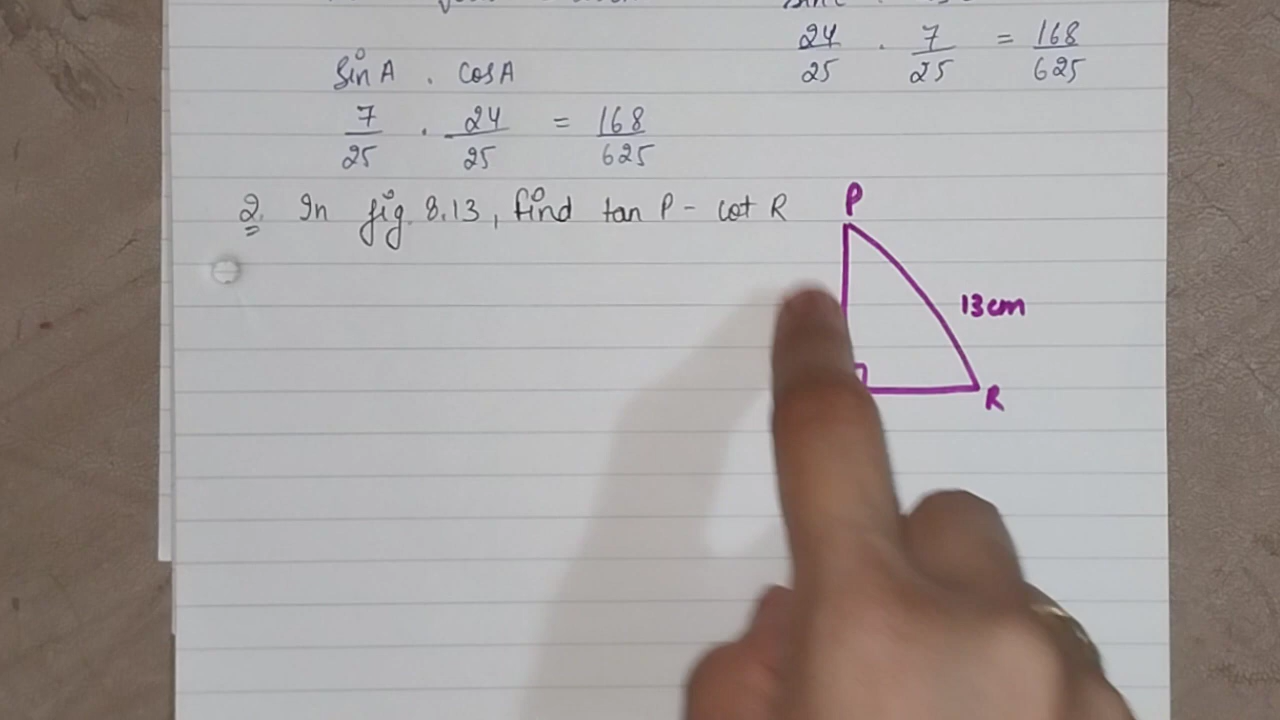 24/25 . 7/25 = 168/625
sin A . cos A
7/25 . 24/25 = 168/625
2. In fig. 8.13, find tan P - cot R
P
13cm
R